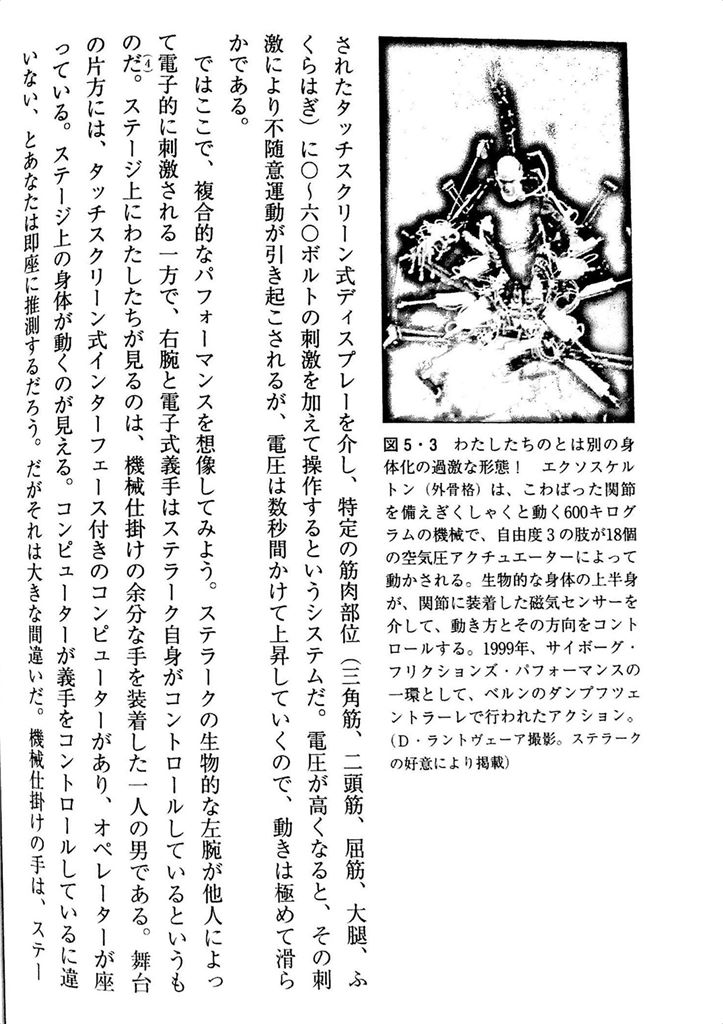 図5・3　わたしたちのとは別の身
体化の過激な形態！　エクソスケル
トン（外骨格）は、こわばった関節
を備えぎくしゃくと動く600キログ
ラムの機械で、自由度3の肢が18個
の空気圧アクチュエーターによって
動かされる。生物的な身体の上半身
が、関節に装着した磁気センサーを
介して、動き方とその方向をコント
ロールする。1999年、サイボーグ・
フリクションズ・パフォーマンスの
一環として、ベルンのダンプフツェ
ントラーレで行われたアクション。
（D・ラントヴェーア撮影。ステラーク
の好意により掲載）
されたタッチスクリーン式ディスプレーを介し、特定の筋肉部位（三角筋、二頭筋、屈筋、大腿、ふ
くらはぎ）に〇〜六〇ボルトの刺激を加えて操作するというシステムだ。電圧が高くなると、その刺
激により不随意運動が引き起こされるが、電圧は数秒間かけて上昇していくので、動きは極めて滑ら
かである。
ではここで、複合的なパフォーマンスを想像してみよう。ステラークの生物的な左腕が他人によっ
て電子的に刺激される一方で、右腕と電子式義手はステラーク自身がコントロールしているというも
のだ。（4）ステージ上にわたしたちが見るのは、機械仕掛けの余分な手を装着した一人の男である。舞台
の片方には、タッチスクリーン式インターフェース付きのコンピューターがあり、オペレーターが座
っている。ステージ上の身体が動くのが見える。コンピューターが義手をコントロールしているに違
いない、とあなたは即座に推測するだろう。だがそれは大きな間違いだ。機械仕掛けの手は、ステー